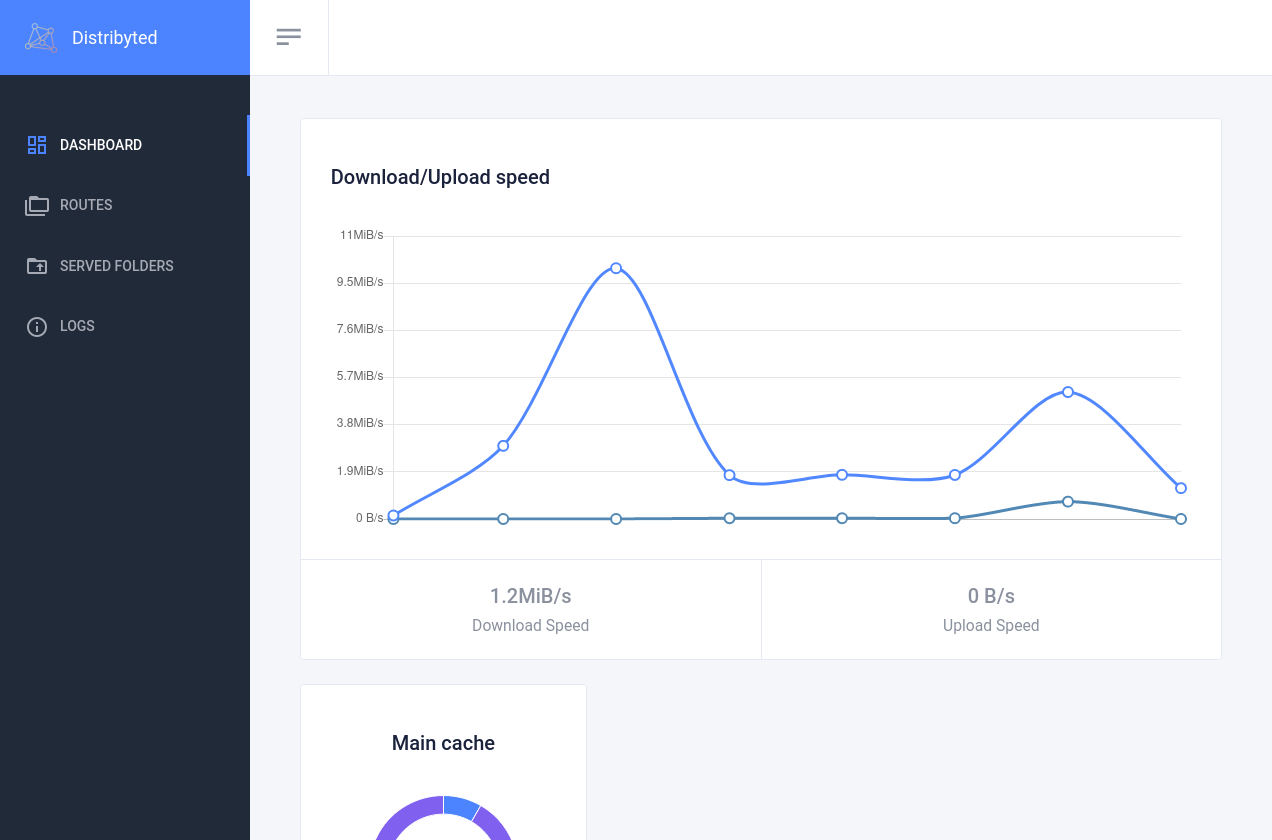 Distribyted
DASHBOARD
ROUTES
SERVED FOLDERS
LOGS
Download/Upload speed
11MiB/s
9.5MiB/s
7.6MiB/s
5.7MiB/s
3.8MiB/s
1.9MiB/s
0 B/s
1.2MiB/s
Download Speed
0 B/s
Upload Speed
Main cache